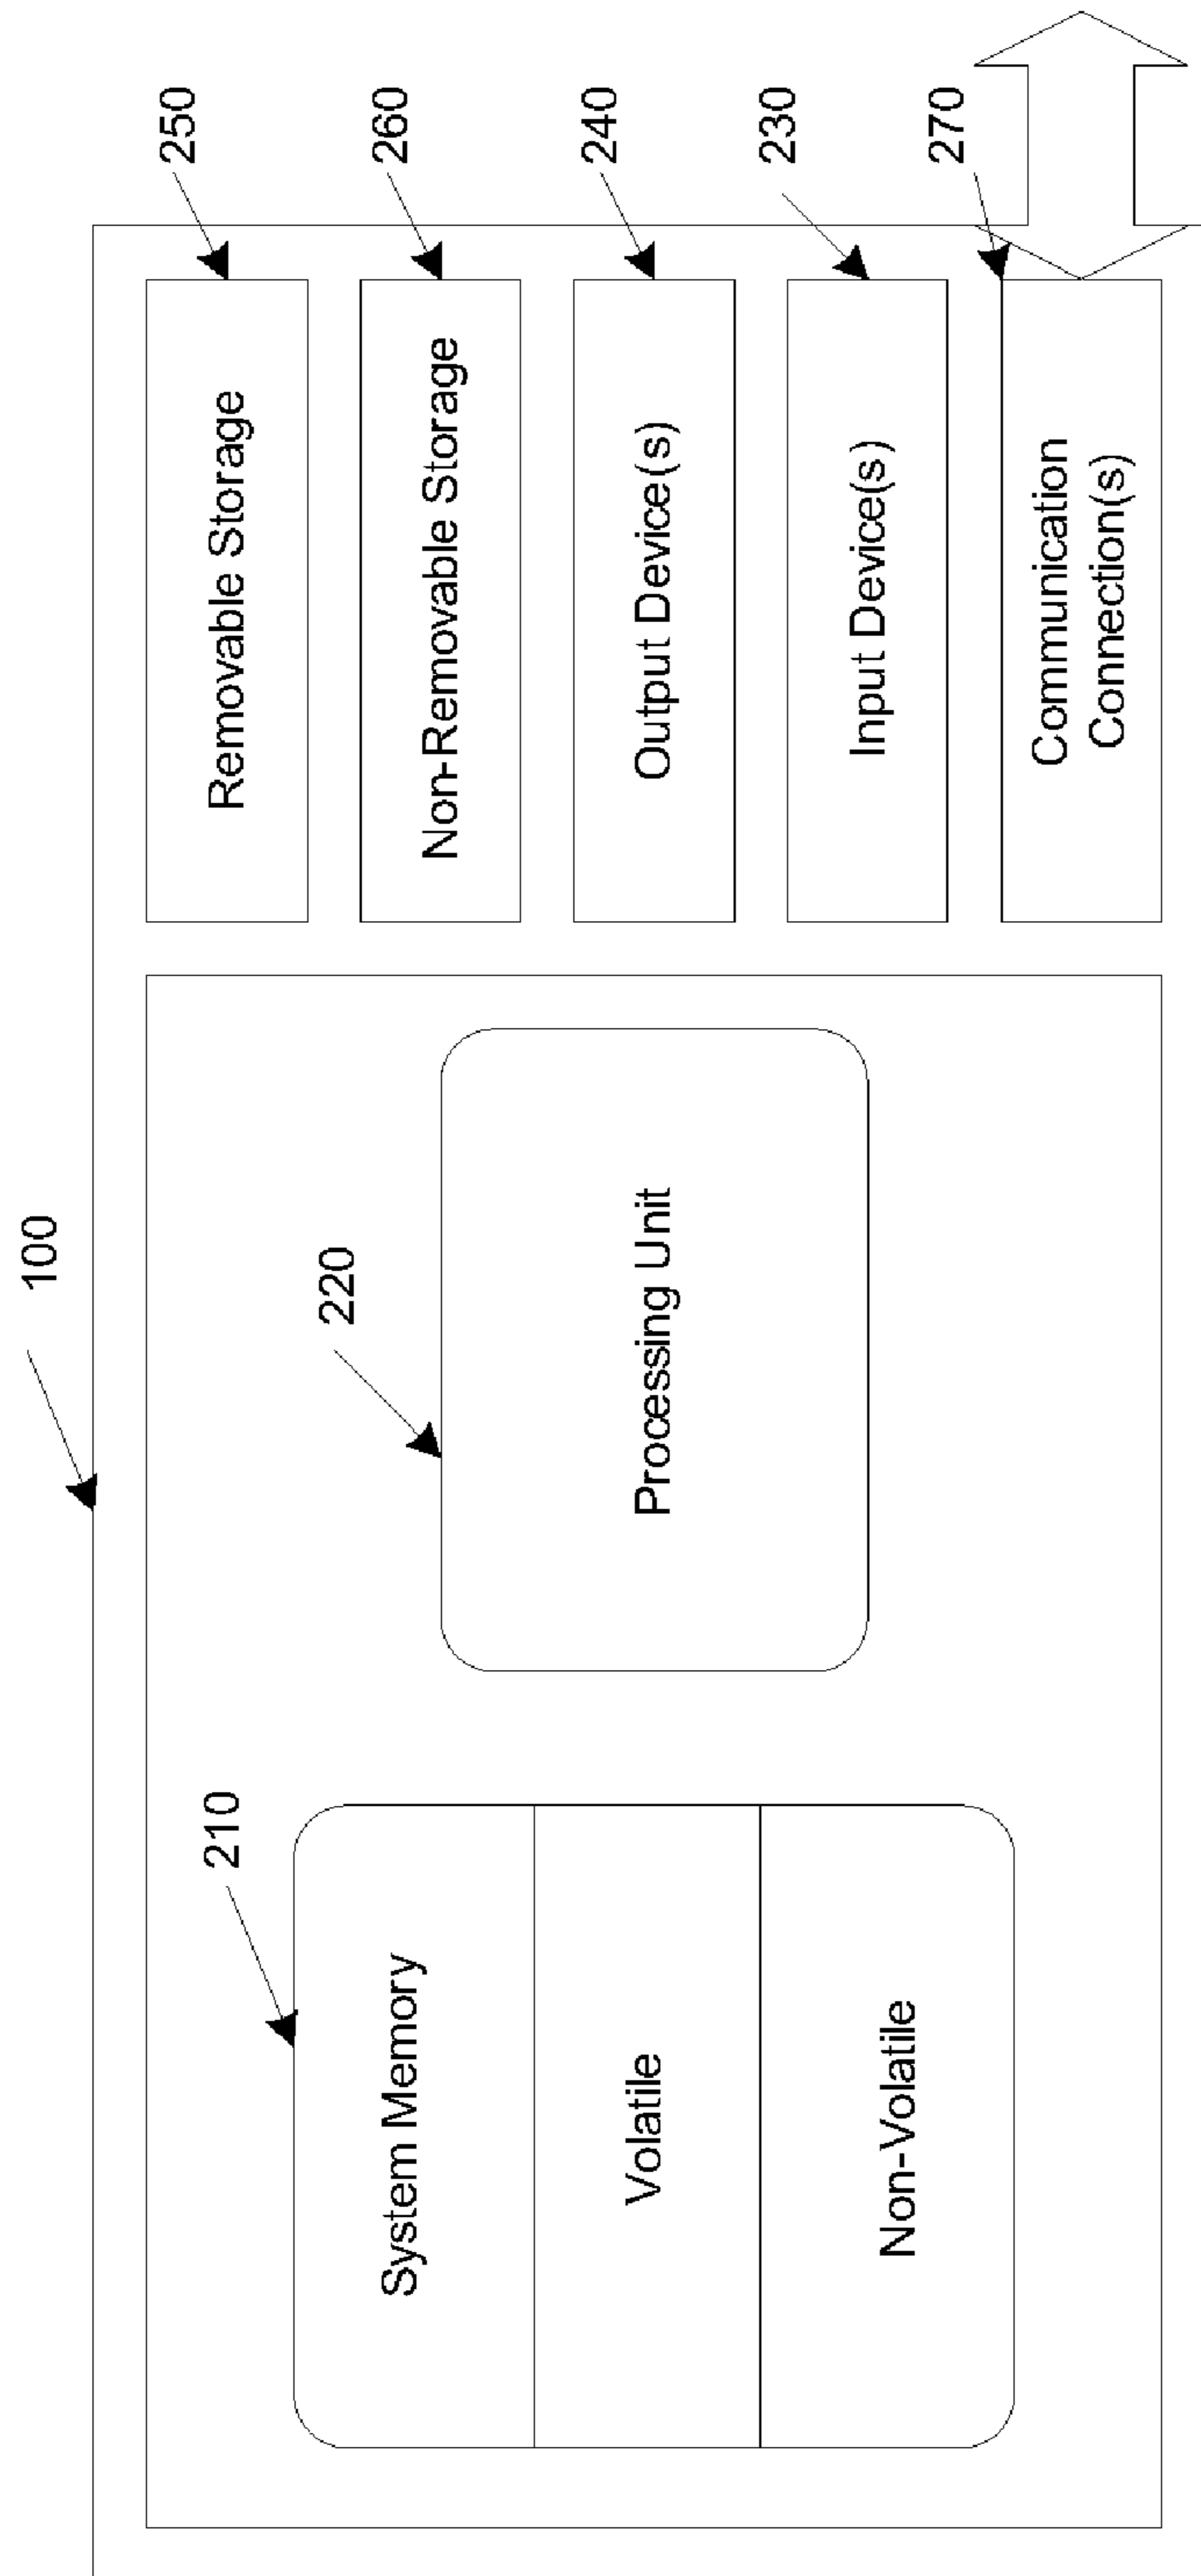 100
210
System Memory
Volatile
Non-Volatile
220
Processing Unit
250
Removable Storage
260
Non-Removable Storage
240
Output Device(s)
230
Input Device(s)
270
Communication
Connection(s)